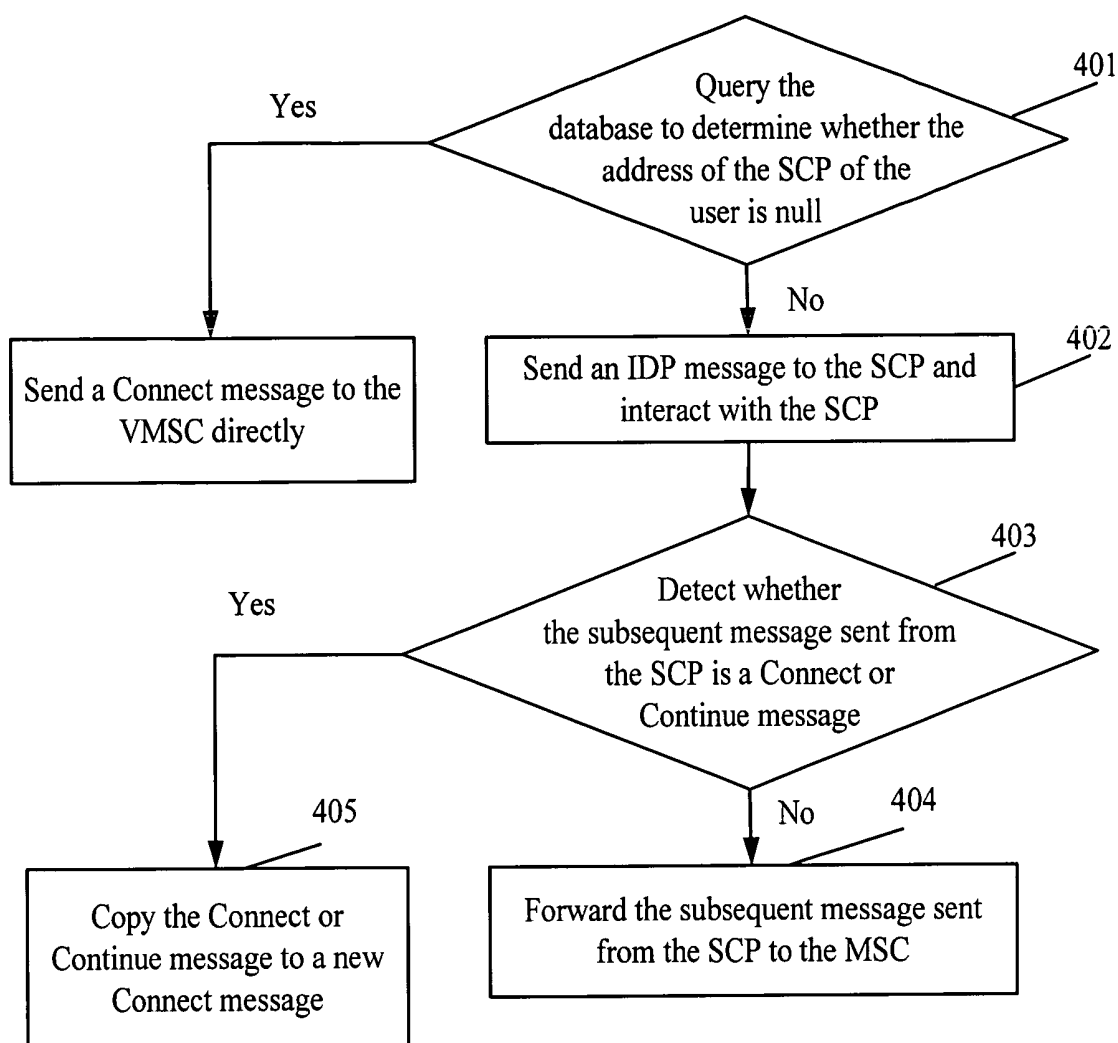 401
Query the
database to determine whether the
address of the SCP of the
user is null
Yes
No
Send a Connect message to the
VMSC directly
402
Send an IDP message to the SCP and
interact with the SCP
403
Detect whether
the subsequent message sent from
the SCP is a Connect or
Continue message
Yes
No
405
404
Copy the Connect or
Continue message to a new
Connect message
Forward the subsequent message sent
from the SCP to the MSC